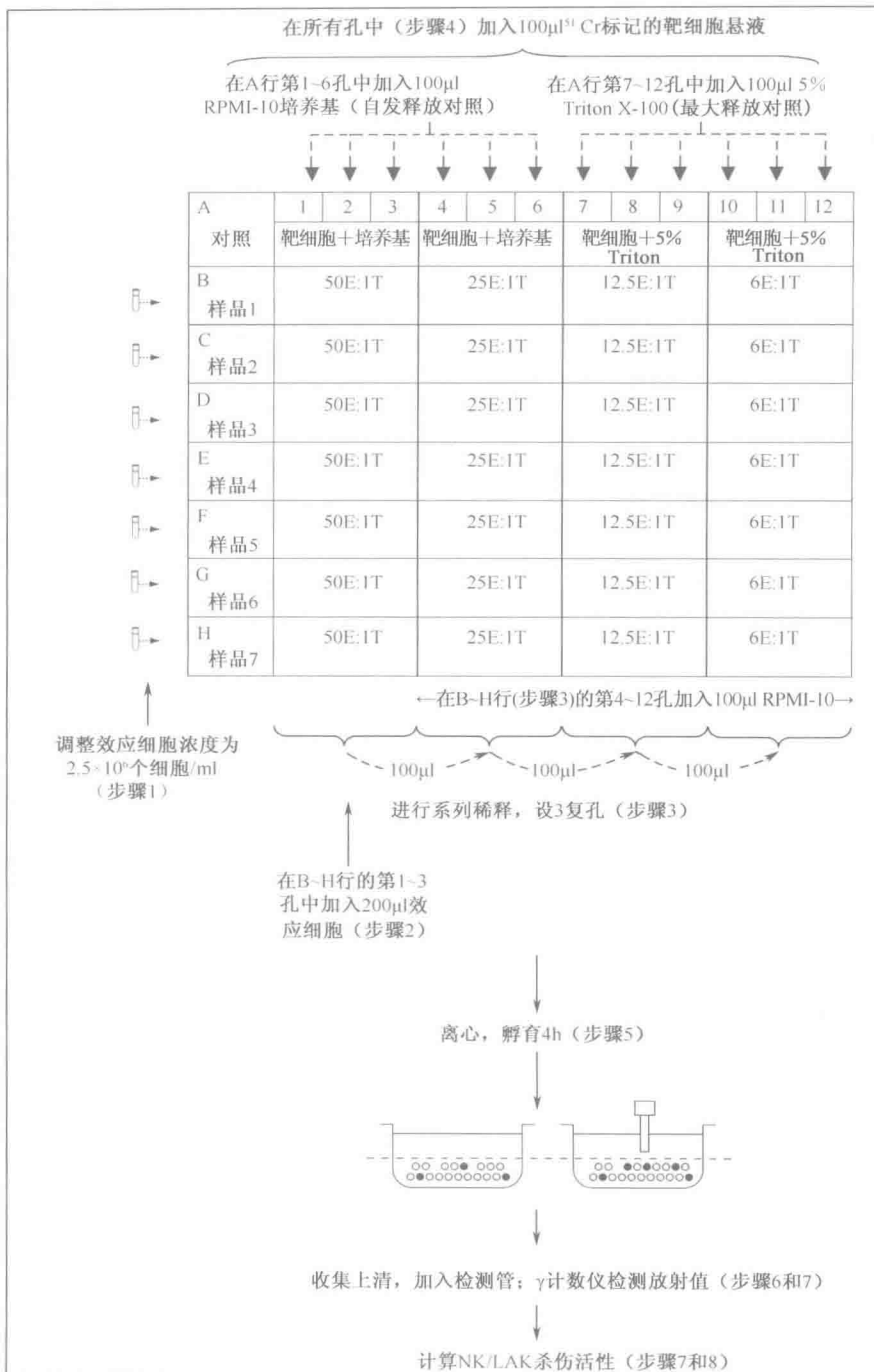 在所有孔中（步骤4）加入100μl⁵¹ Cr标记的靶细胞悬液
在A行第1~6孔中加入100μl
RPMI-10培养基（自发释放对照）
在A行第7~12孔中加入100μl 5%
Triton X-100(最大释放对照)
A 1 2 3 4 5 6 7 8 9 10 11 12
对照 靶细胞+培养基 靶细胞+培养基 靶细胞+5% Triton 靶细胞+5% Triton
B 50E:1T 25E:1T 12.5E:1T 6E:1T
样品1
C 50E:1T 25E:1T 12.5E:1T 6E:1T
样品2
D 50E:1T 25E:1T 12.5E:1T 6E:1T
样品3
E 50E:1T 25E:1T 12.5E:1T 6E:1T
样品4
F 50E:1T 25E:1T 12.5E:1T 6E:1T
样品5
G 50E:1T 25E:1T 12.5E:1T 6E:1T
样品6
H 50E:1T 25E:1T 12.5E:1T 6E:1T
样品7
←在B~H行(步骤3)的第4~12孔加入100μl RPMI-10→
调整效应细胞浓度为
2.5×10⁶个细胞/ml
（步骤1）
100μl 100μl 100μl
进行系列稀释，设3复孔（步骤3）
在B~H行的第1~3
孔中加入200μl效
应细胞（步骤2）
离心，孵育4h（步骤5）
收集上清，加入检测管；γ计数仪检测放射值（步骤6和7）
计算NK/LAK杀伤活性（步骤7和8）